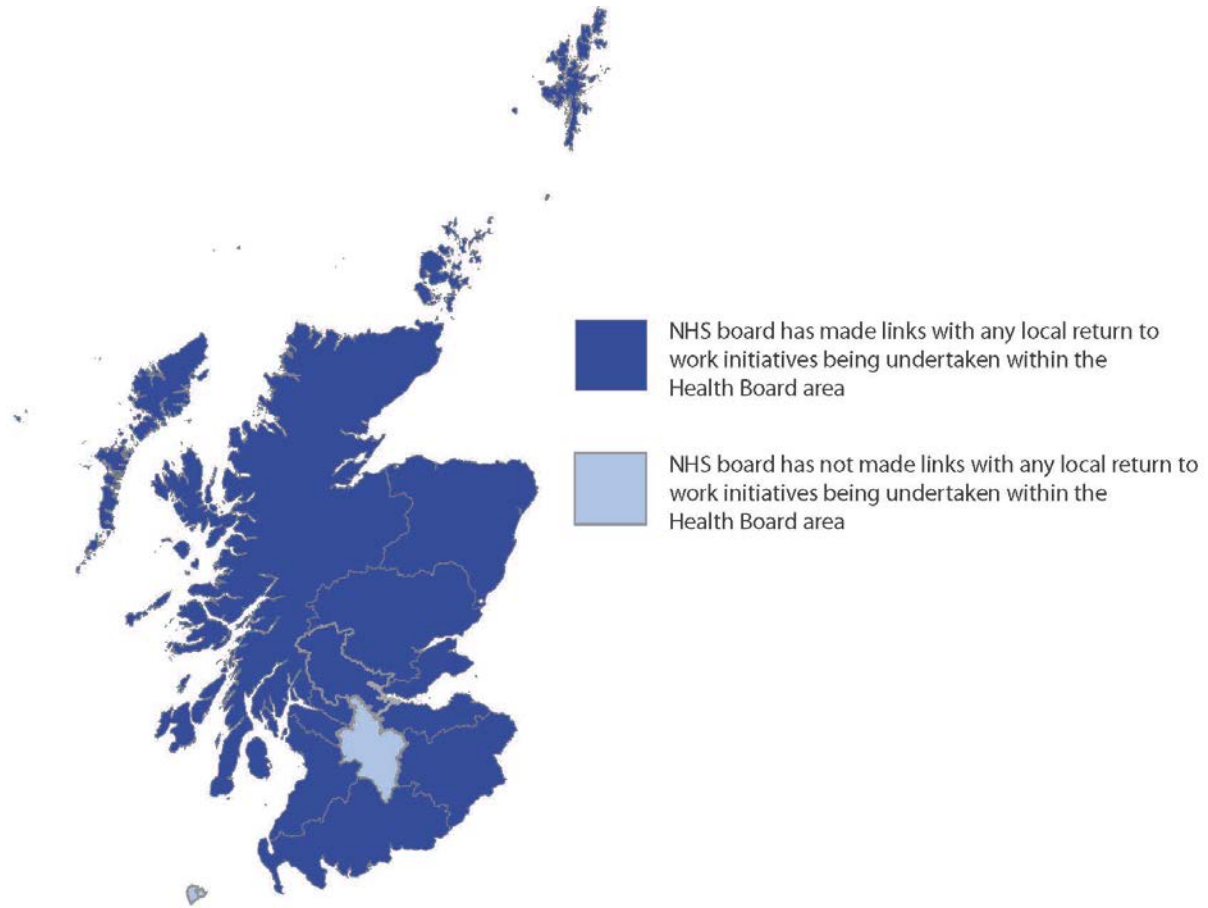 NHS board has made links with any local return to
work initiatives being undertaken within the
Health Board area
NHS board has not made links with any local return to
work initiatives being undertaken within the
Health Board area